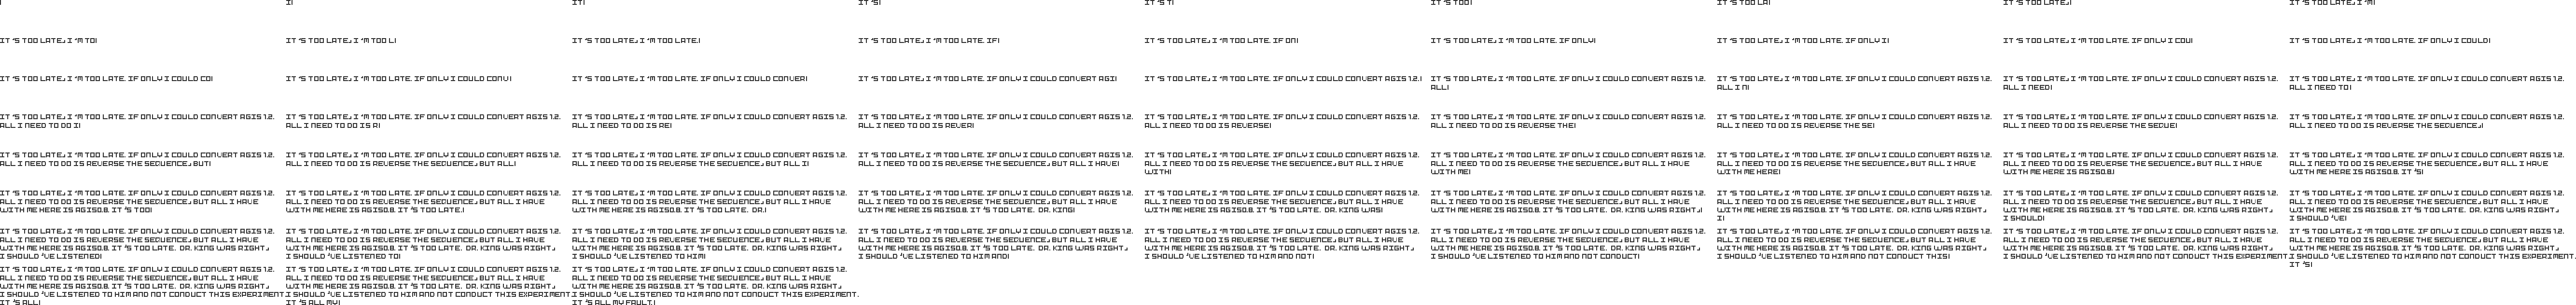 |
I|
IT|
IT 'S|
IT 'S T|
IT 'S TOO|
IT 'S TOO LA|
IT 'S TOO LATE,|
IT 'S TOO LATE, I 'M|
IT 'S TOO LATE, I 'M TO|
IT 'S TOO LATE, I 'M TOO L|
IT 'S TOO LATE, I 'M TOO LATE.|
IT 'S TOO LATE, I 'M TOO LATE. IF|
IT 'S TOO LATE, I 'M TOO LATE. IF ON|
IT 'S TOO LATE, I 'M TOO LATE. IF ONLY|
IT 'S TOO LATE, I 'M TOO LATE. IF ONLY I|
IT 'S TOO LATE, I 'M TOO LATE. IF ONLY I COU|
IT 'S TOO LATE, I 'M TOO LATE. IF ONLY I COULD|
IT 'S TOO LATE, I 'M TOO LATE. IF ONLY I COULD CO|
IT 'S TOO LATE, I 'M TOO LATE. IF ONLY I COULD CONV|
IT 'S TOO LATE, I 'M TOO LATE. IF ONLY I COULD CONVER|
IT 'S TOO LATE, I 'M TOO LATE. IF ONLY I COULD CONVERT AGI|
IT 'S TOO LATE, I 'M TOO LATE. IF ONLY I COULD CONVERT AGIS 1.2.|
IT 'S TOO LATE, I 'M TOO LATE. IF ONLY I COULD CONVERT AGIS 1.2.
ALL|
IT 'S TOO LATE, I 'M TOO LATE. IF ONLY I COULD CONVERT AGIS 1.2.
ALL I N|
IT 'S TOO LATE, I 'M TOO LATE. IF ONLY I COULD CONVERT AGIS 1.2.
ALL I NEED|
IT 'S TOO LATE, I 'M TOO LATE. IF ONLY I COULD CONVERT AGIS 1.2.
ALL I NEED TO|
IT 'S TOO LATE, I 'M TOO LATE. IF ONLY I COULD CONVERT AGIS 1.2.
ALL I NEED TO DO I|
IT 'S TOO LATE, I 'M TOO LATE. IF ONLY I COULD CONVERT AGIS 1.2.
ALL I NEED TO DO IS R|
IT 'S TOO LATE, I 'M TOO LATE. IF ONLY I COULD CONVERT AGIS 1.2.
ALL I NEED TO DO IS RE|
IT 'S TOO LATE, I 'M TOO LATE. IF ONLY I COULD CONVERT AGIS 1.2.
ALL I NEED TO DO IS REVER|
IT 'S TOO LATE, I 'M TOO LATE. IF ONLY I COULD CONVERT AGIS 1.2.
ALL I NEED TO DO IS REVERSE|
IT 'S TOO LATE, I 'M TOO LATE. IF ONLY I COULD CONVERT AGIS 1.2.
ALL I NEED TO DO IS REVERSE THE|
IT 'S TOO LATE, I 'M TOO LATE. IF ONLY I COULD CONVERT AGIS 1.2.
ALL I NEED TO DO IS REVERSE THE SE|
IT 'S TOO LATE, I 'M TOO LATE. IF ONLY I COULD CONVERT AGIS 1.2.
ALL I NEED TO DO IS REVERSE THE SEQUE|
IT 'S TOO LATE, I 'M TOO LATE. IF ONLY I COULD CONVERT AGIS 1.2.
ALL I NEED TO DO IS REVERSE THE SEQUENCE,|
IT 'S TOO LATE, I 'M TOO LATE. IF ONLY I COULD CONVERT AGIS 1.2.
ALL I NEED TO DO IS REVERSE THE SEQUENCE, BUT|
IT 'S TOO LATE, I 'M TOO LATE. IF ONLY I COULD CONVERT AGIS 1.2.
ALL I NEED TO DO IS REVERSE THE SEQUENCE, BUT ALL|
IT 'S TOO LATE, I 'M TOO LATE. IF ONLY I COULD CONVERT AGIS 1.2.
ALL I NEED TO DO IS REVERSE THE SEQUENCE, BUT ALL I|
IT 'S TOO LATE, I 'M TOO LATE. IF ONLY I COULD CONVERT AGIS 1.2.
ALL I NEED TO DO IS REVERSE THE SEQUENCE, BUT ALL I HAVE|
IT 'S TOO LATE, I 'M TOO LATE. IF ONLY I COULD CONVERT AGIS 1.2.
ALL I NEED TO DO IS REVERSE THE SEQUENCE, BUT ALL I HAVE
WITH|
IT 'S TOO LATE, I 'M TOO LATE. IF ONLY I COULD CONVERT AGIS 1.2.
ALL I NEED TO DO IS REVERSE THE SEQUENCE, BUT ALL I HAVE
WITH ME|
IT 'S TOO LATE, I 'M TOO LATE. IF ONLY I COULD CONVERT AGIS 1.2.
ALL I NEED TO DO IS REVERSE THE SEQUENCE, BUT ALL I HAVE
WITH ME HERE|
IT 'S TOO LATE, I 'M TOO LATE. IF ONLY I COULD CONVERT AGIS 1.2.
ALL I NEED TO DO IS REVERSE THE SEQUENCE, BUT ALL I HAVE
WITH ME HERE IS AGIS0.8.|
IT 'S TOO LATE, I 'M TOO LATE. IF ONLY I COULD CONVERT AGIS 1.2.
ALL I NEED TO DO IS REVERSE THE SEQUENCE, BUT ALL I HAVE
WITH ME HERE IS AGIS0.8. IT 'S|
IT 'S TOO LATE, I 'M TOO LATE. IF ONLY I COULD CONVERT AGIS 1.2.
ALL I NEED TO DO IS REVERSE THE SEQUENCE, BUT ALL I HAVE
WITH ME HERE IS AGIS0.8. IT 'S TOO|
IT 'S TOO LATE, I 'M TOO LATE. IF ONLY I COULD CONVERT AGIS 1.2.
ALL I NEED TO DO IS REVERSE THE SEQUENCE, BUT ALL I HAVE
WITH ME HERE IS AGIS0.8. IT 'S TOO LATE.|
IT 'S TOO LATE, I 'M TOO LATE. IF ONLY I COULD CONVERT AGIS 1.2.
ALL I NEED TO DO IS REVERSE THE SEQUENCE, BUT ALL I HAVE
WITH ME HERE IS AGIS0.8. IT 'S TOO LATE. DR.|
IT 'S TOO LATE, I 'M TOO LATE. IF ONLY I COULD CONVERT AGIS 1.2.
ALL I NEED TO DO IS REVERSE THE SEQUENCE, BUT ALL I HAVE
WITH ME HERE IS AGIS0.8. IT 'S TOO LATE. DR. KING|
IT 'S TOO LATE, I 'M TOO LATE. IF ONLY I COULD CONVERT AGIS 1.2.
ALL I NEED TO DO IS REVERSE THE SEQUENCE, BUT ALL I HAVE
WITH ME HERE IS AGIS0.8. IT 'S TOO LATE. DR. KING WAS|
IT 'S TOO LATE, I 'M TOO LATE. IF ONLY I COULD CONVERT AGIS 1.2.
ALL I NEED TO DO IS REVERSE THE SEQUENCE, BUT ALL I HAVE
WITH ME HERE IS AGIS0.8. IT 'S TOO LATE. DR. KING WAS RIGHT,|
IT 'S TOO LATE, I 'M TOO LATE. IF ONLY I COULD CONVERT AGIS 1.2.
ALL I NEED TO DO IS REVERSE THE SEQUENCE, BUT ALL I HAVE
WITH ME HERE IS AGIS0.8. IT 'S TOO LATE. DR. KING WAS RIGHT,
I|
IT 'S TOO LATE, I 'M TOO LATE. IF ONLY I COULD CONVERT AGIS 1.2.
ALL I NEED TO DO IS REVERSE THE SEQUENCE, BUT ALL I HAVE
WITH ME HERE IS AGIS0.8. IT 'S TOO LATE. DR. KING WAS RIGHT,
I SHOULD|
IT 'S TOO LATE, I 'M TOO LATE. IF ONLY I COULD CONVERT AGIS 1.2.
ALL I NEED TO DO IS REVERSE THE SEQUENCE, BUT ALL I HAVE
WITH ME HERE IS AGIS0.8. IT 'S TOO LATE. DR. KING WAS RIGHT,
I SHOULD 'VE|
IT 'S TOO LATE, I 'M TOO LATE. IF ONLY I COULD CONVERT AGIS 1.2.
ALL I NEED TO DO IS REVERSE THE SEQUENCE, BUT ALL I HAVE
WITH ME HERE IS AGIS0.8. IT 'S TOO LATE. DR. KING WAS RIGHT,
I SHOULD 'VE LISTENED|
IT 'S TOO LATE, I 'M TOO LATE. IF ONLY I COULD CONVERT AGIS 1.2.
ALL I NEED TO DO IS REVERSE THE SEQUENCE, BUT ALL I HAVE
WITH ME HERE IS AGIS0.8. IT 'S TOO LATE. DR. KING WAS RIGHT,
I SHOULD 'VE LISTENED TO|
IT 'S TOO LATE, I 'M TOO LATE. IF ONLY I COULD CONVERT AGIS 1.2.
ALL I NEED TO DO IS REVERSE THE SEQUENCE, BUT ALL I HAVE
WITH ME HERE IS AGIS0.8. IT 'S TOO LATE. DR. KING WAS RIGHT,
I SHOULD 'VE LISTENED TO HIM|
IT 'S TOO LATE, I 'M TOO LATE. IF ONLY I COULD CONVERT AGIS 1.2.
ALL I NEED TO DO IS REVERSE THE SEQUENCE, BUT ALL I HAVE
WITH ME HERE IS AGIS0.8. IT 'S TOO LATE. DR. KING WAS RIGHT,
I SHOULD 'VE LISTENED TO HIM AND|
IT 'S TOO LATE, I 'M TOO LATE. IF ONLY I COULD CONVERT AGIS 1.2.
ALL I NEED TO DO IS REVERSE THE SEQUENCE, BUT ALL I HAVE
WITH ME HERE IS AGIS0.8. IT 'S TOO LATE. DR. KING WAS RIGHT,
I SHOULD 'VE LISTENED TO HIM AND NOT|
IT 'S TOO LATE, I 'M TOO LATE. IF ONLY I COULD CONVERT AGIS 1.2.
ALL I NEED TO DO IS REVERSE THE SEQUENCE, BUT ALL I HAVE
WITH ME HERE IS AGIS0.8. IT 'S TOO LATE. DR. KING WAS RIGHT,
I SHOULD 'VE LISTENED TO HIM AND NOT CONDUCT|
IT 'S TOO LATE, I 'M TOO LATE. IF ONLY I COULD CONVERT AGIS 1.2.
ALL I NEED TO DO IS REVERSE THE SEQUENCE, BUT ALL I HAVE
WITH ME HERE IS AGIS0.8. IT 'S TOO LATE. DR. KING WAS RIGHT,
I SHOULD 'VE LISTENED TO HIM AND NOT CONDUCT THIS|
IT 'S TOO LATE, I 'M TOO LATE. IF ONLY I COULD CONVERT AGIS 1.2.
ALL I NEED TO DO IS REVERSE THE SEQUENCE, BUT ALL I HAVE
WITH ME HERE IS AGIS0.8. IT 'S TOO LATE. DR. KING WAS RIGHT,
I SHOULD 'VE LISTENED TO HIM AND NOT CONDUCT THIS EXPERIMENT.
IT 'S TOO LATE, I 'M TOO LATE. IF ONLY I COULD CONVERT AGIS 1.2.
ALL I NEED TO DO IS REVERSE THE SEQUENCE, BUT ALL I HAVE
WITH ME HERE IS AGIS0.8. IT 'S TOO LATE. DR. KING WAS RIGHT,
I SHOULD 'VE LISTENED TO HIM AND NOT CONDUCT THIS EXPERIMENT.
IT 'S|
IT 'S TOO LATE, I 'M TOO LATE. IF ONLY I COULD CONVERT AGIS 1.2.
ALL I NEED TO DO IS REVERSE THE SEQUENCE, BUT ALL I HAVE
WITH ME HERE IS AGIS0.8. IT 'S TOO LATE. DR. KING WAS RIGHT,
I SHOULD 'VE LISTENED TO HIM AND NOT CONDUCT THIS EXPERIMENT.
IT 'S ALL|
IT 'S TOO LATE, I 'M TOO LATE. IF ONLY I COULD CONVERT AGIS 1.2.
ALL I NEED TO DO IS REVERSE THE SEQUENCE, BUT ALL I HAVE
WITH ME HERE IS AGIS0.8. IT 'S TOO LATE. DR. KING WAS RIGHT,
I SHOULD 'VE LISTENED TO HIM AND NOT CONDUCT THIS EXPERIMENT.
IT 'S ALL MY|
IT 'S TOO LATE, I 'M TOO LATE. IF ONLY I COULD CONVERT AGIS 1.2.
ALL I NEED TO DO IS REVERSE THE SEQUENCE, BUT ALL I HAVE
WITH ME HERE IS AGIS0.8. IT 'S TOO LATE. DR. KING WAS RIGHT,
I SHOULD 'VE LISTENED TO HIM AND NOT CONDUCT THIS EXPERIMENT.
IT 'S ALL MY FAULT.|